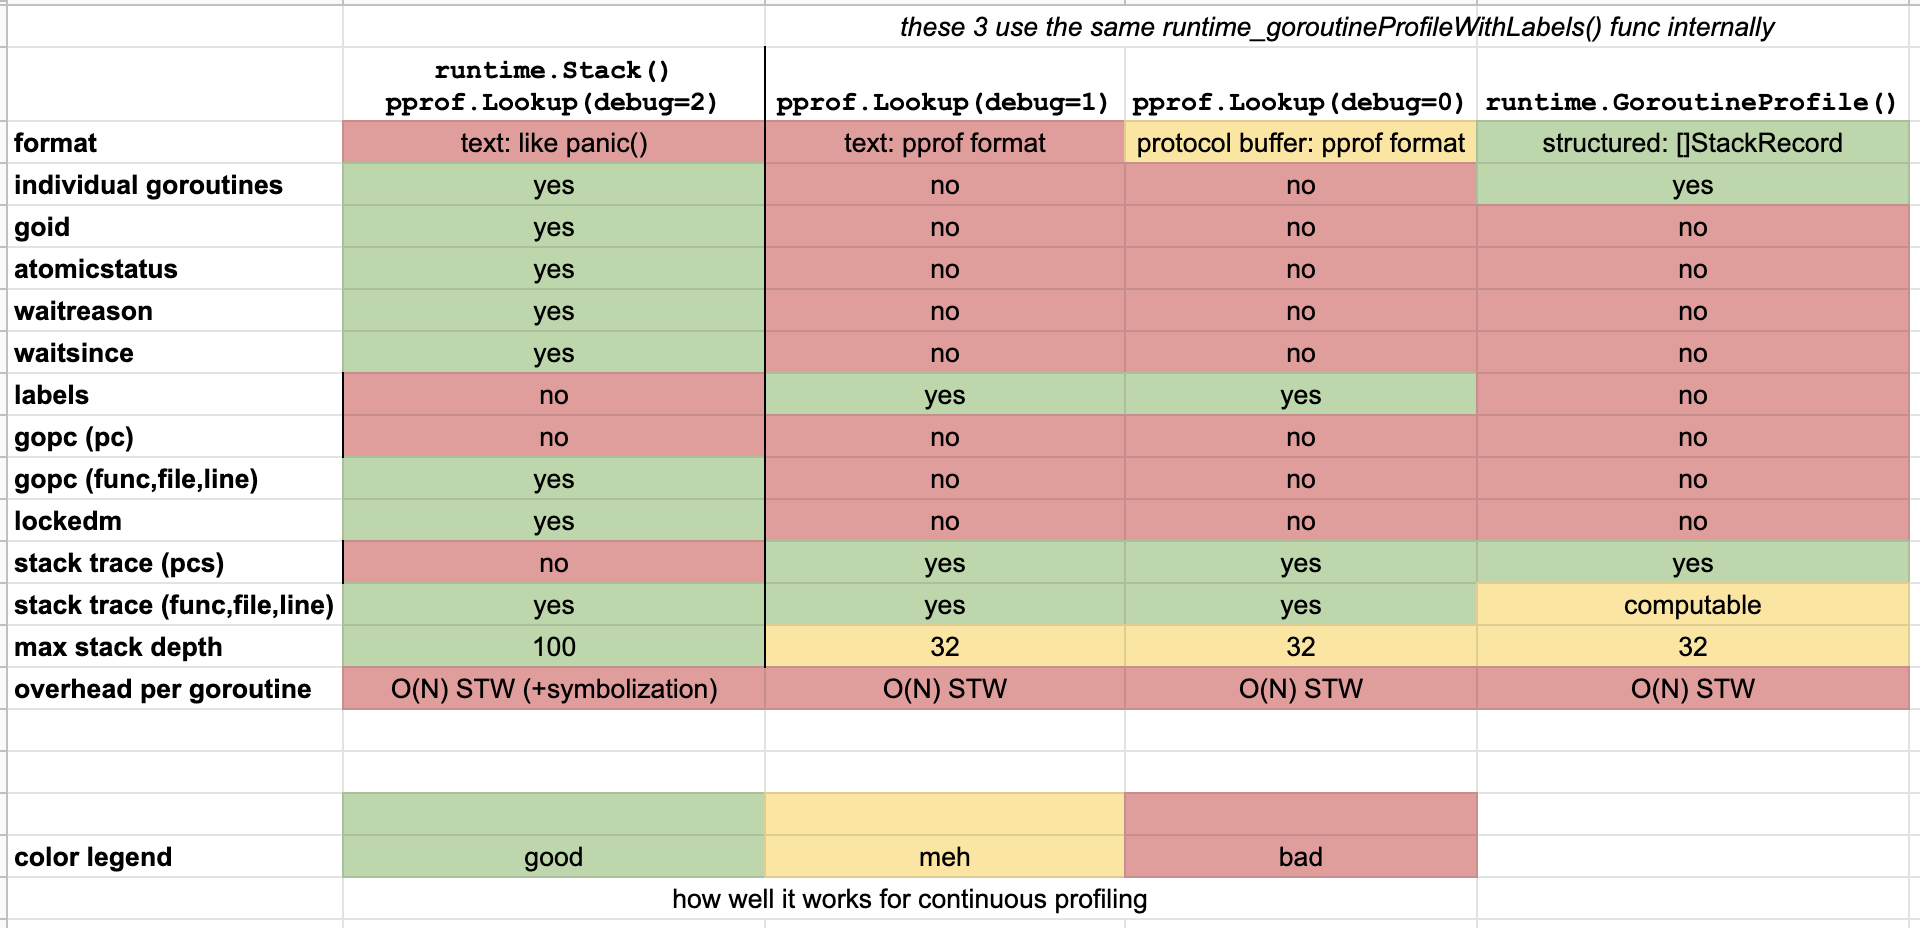 these 3 use the same runtime_goroutineProfileWithLabels() func internally
runtime.Stack()
pprof.Lookup(debug=2) pprof.Lookup(debug=1) pprof.Lookup(debug=0) runtime.GoroutineProfile()
format text: like panic() text: pprof format protocol buffer: pprof format structured: []StackRecord
individual goroutines yes no no yes
goid yes no no no
atomicstatus yes no no no
waitreason yes no no no
waitsince yes no no no
labels no yes yes no
gopc (pc) no no no no
gopc (func,file,line) yes no no no
lockedm yes no no no
stack trace (pcs) no yes yes yes
stack trace (func,file,line) yes yes yes computable
max stack depth 100 32 32 32
overhead per goroutine O(N) STW (+symbolization) O(N) STW O(N) STW O(N) STW
color legend good meh bad
how well it works for continuous profiling